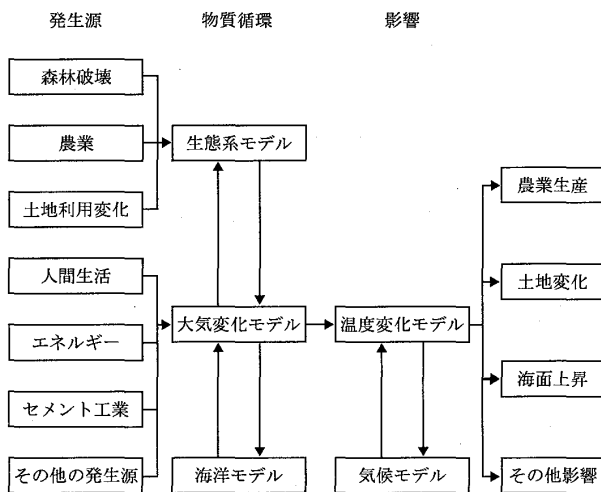 発生源
物質循環
影響
森林破壊
農業
土地利用変化
人間生活
エネルギー
セメント工業
その他の発生源
生態系モデル
大気変化モデル
海洋モデル
温度変化モデル
気候モデル
農業生産
土地変化
海面上昇
その他影響